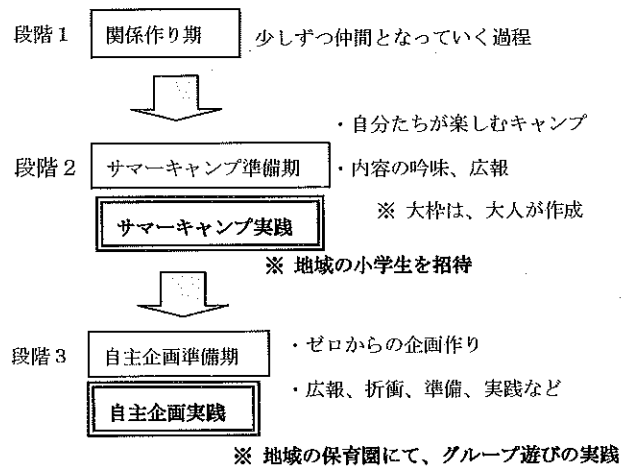 段階1 関係作り期 少しずつ仲間となっていく過程
・自分たちが楽しむキャンプ
段階2 サマーキャンプ準備期 ・内容の吟味、広報
※ 大枠は、大人が作成
サマーキャンプ実践
※ 地域の小学生を招待
段階3 自主企画準備期 ・ゼロからの企画作り
・広報、折衝、準備、実践など
自主企画実践
※ 地域の保育園にて、グループ遊びの実践